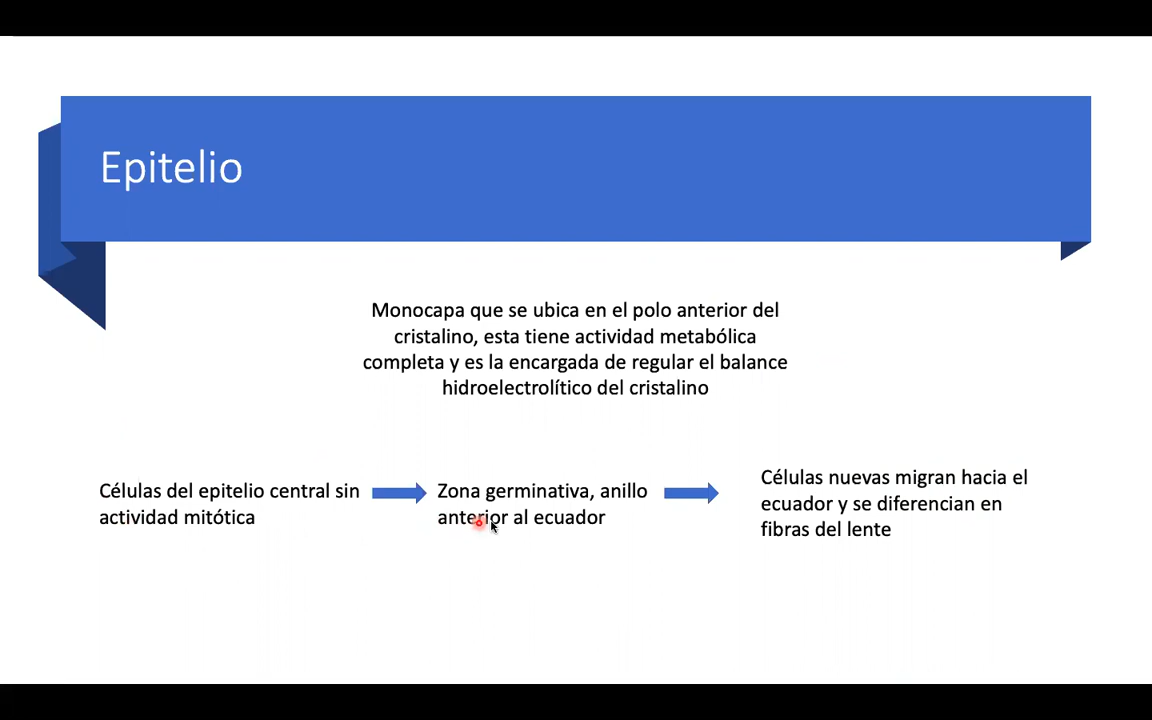 Epitelio
Monocapa que se ubica en el polo anterior del
cristalino, esta tiene actividad metabólica
completa y es la encargada de regular el balance
hidroelectrolítico del cristalino
Células del epitelio central sin
actividad mitótica
Zona germinativa, anillo
anterior al ecuador
Células nuevas migran hacia el
ecuador y se diferencian en
fibras del lente